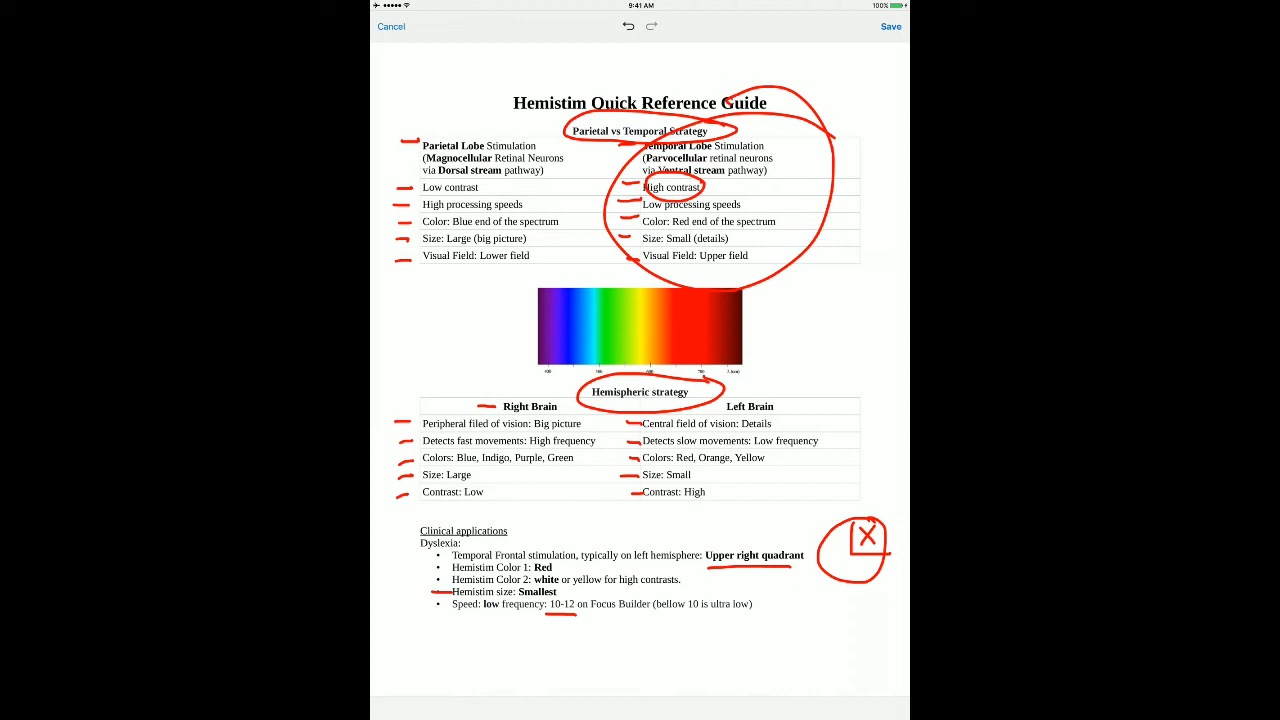 9:41 AM
100%
Cancel
Save
Hemistim Quick Reference Guide
Parietal vs Temporal Strategy
Parietal Lobe Stimulation
(Magnocellular Retinal Neurons
via Dorsal stream pathway)
Temporal Lobe Stimulation
(Parvocellular retinal neurons
via Ventral stream pathway)
Low contrast
High contrast
High processing speeds
Low processing speeds
Color: Blue end of the spectrum
Color: Red end of the spectrum
Size: Large (big picture)
Size: Small (details)
Visual Field: Lower field
Visual Field: Upper field
Hemispheric strategy
Right Brain
Left Brain
Peripheral filed of vision: Big picture
Central field of vision: Details
Detects fast movements: High frequency
Detects slow movements: Low frequency
Colors: Blue, Indigo, Purple, Green
Colors: Red, Orange, Yellow
Size: Large
Size: Small
Contrast: Low
Contrast: High
Clinical applications
Dyslexia:
• Temporal Frontal stimulation, typically on left hemisphere: Upper right quadrant
X
• Hemistim Color 1: Red
• Hemistim Color 2: white or yellow for high contrasts.
• Hemistim size: Smallest
• Speed: low frequency: 10-12 on Focus Builder (bellow 10 is ultra low)